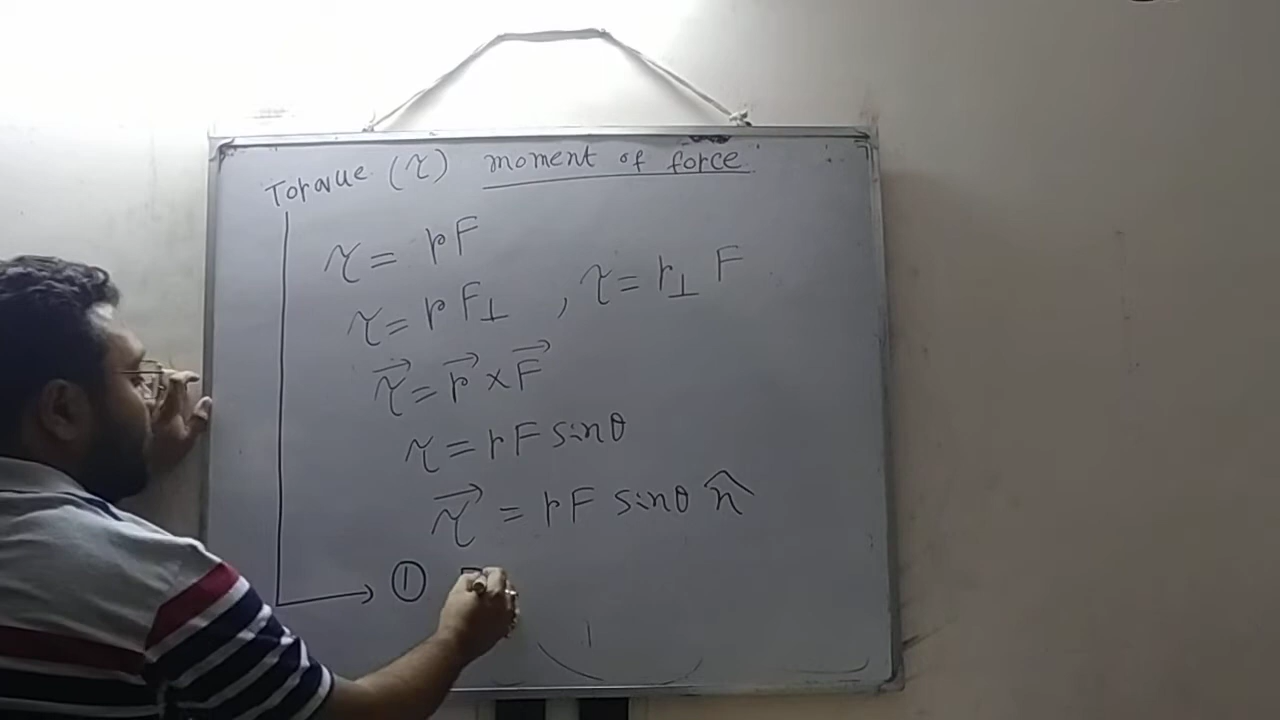 Torque (τ) moment of force
τ = rF
τ = rF⊥ , τ = r⊥ F
τ⃗ = r⃗ × F⃗
τ = rF sinθ
τ⃗ = rF sinθ n̂
①